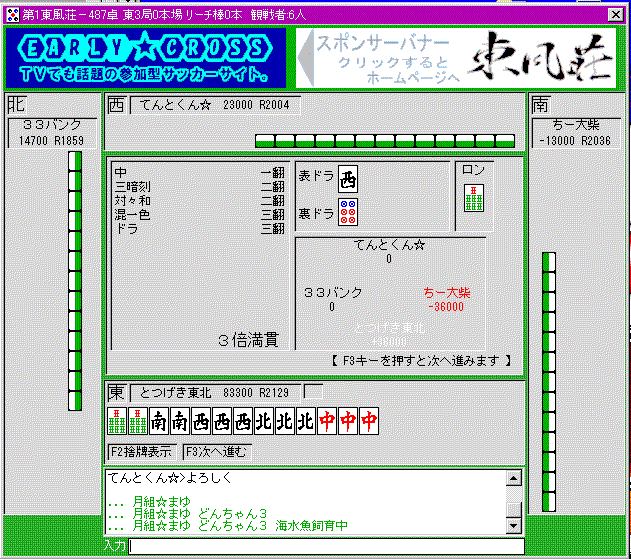 第1東風荘－487卓 東3局0本場 リーチ棒0本 観戦者:6人
EARLY☆CROSS
TVでも話題の参加型サッカーサイト。
スポンサーバナー
クリックすると
ホームページへ
東風荘
北
33バンク
14700 R1859
西 てんとくん☆ 23000 R2004
南
ちー大柴
-13000 R2036
中 一翻
三暗刻 二翻
対々和 二翻
混一色 三翻
ドラ 三翻
3倍満貫
表ドラ 西
裏ドラ
ロン
てんとくん☆
0
33バンク
0
ちー大柴
-36000
とつげき東北
+36000
【 F3キーを押すと次へ進みます 】
東 とつげき東北 83300 R2129
南 南 西 西 西 北 北 北 中 中 中
F2捨牌表示 F3次へ進む
てんとくん☆>よろしく
... 月組☆まゆ
... 月組☆まゆ どんちゃん3
... 月組☆まゆ どんちゃん3 海水魚飼育中
入力